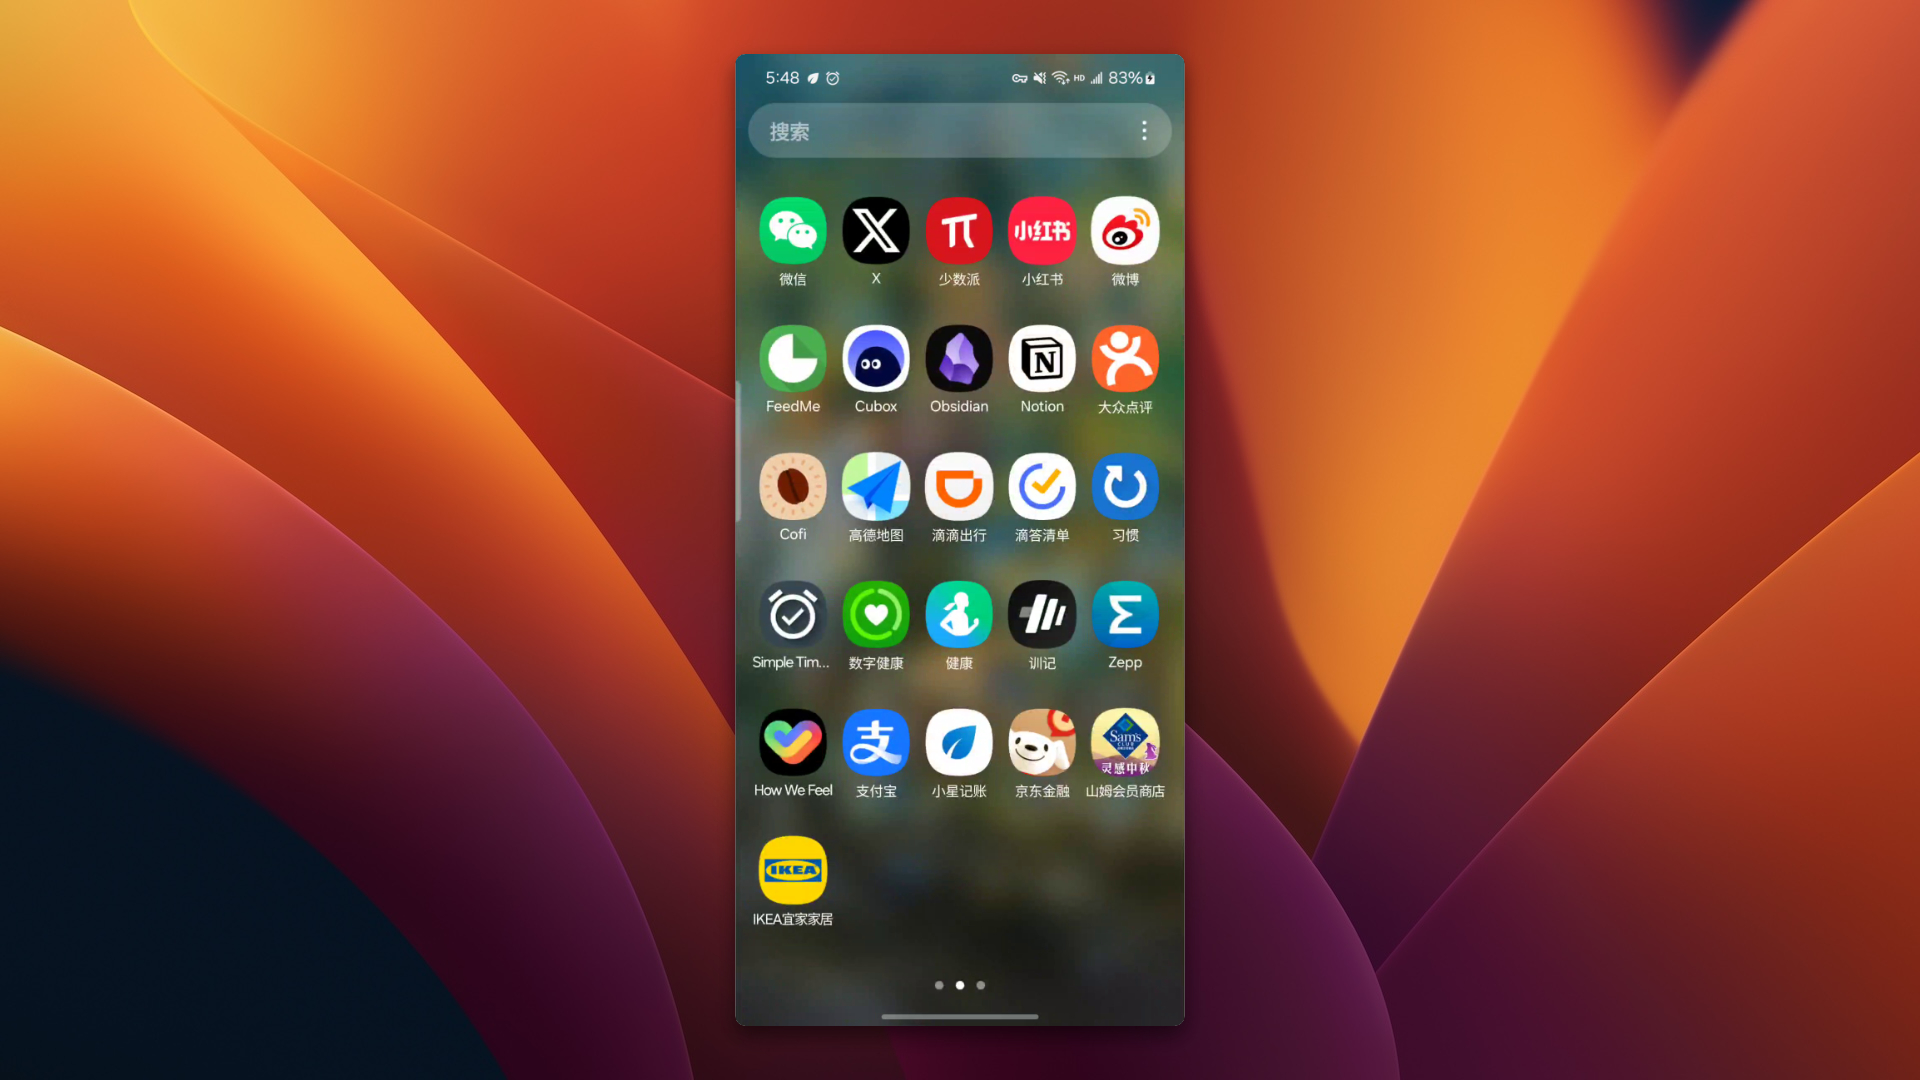 5:48 HD 83%
搜索
小红书
微信 X 少数派 小红书 微博
N
FeedMe Cubox Obsidian Notion 大众点评
Cofi 高德地图 滴滴出行 滴答清单 习惯
Simple Tim... 数字健康 健康 训记 Zepp
支 Sam's CLUB 灵感中秋
How We Feel 支付宝 小星记账 京东金融 山姆会员商店
IKEA
IKEA宜家家居